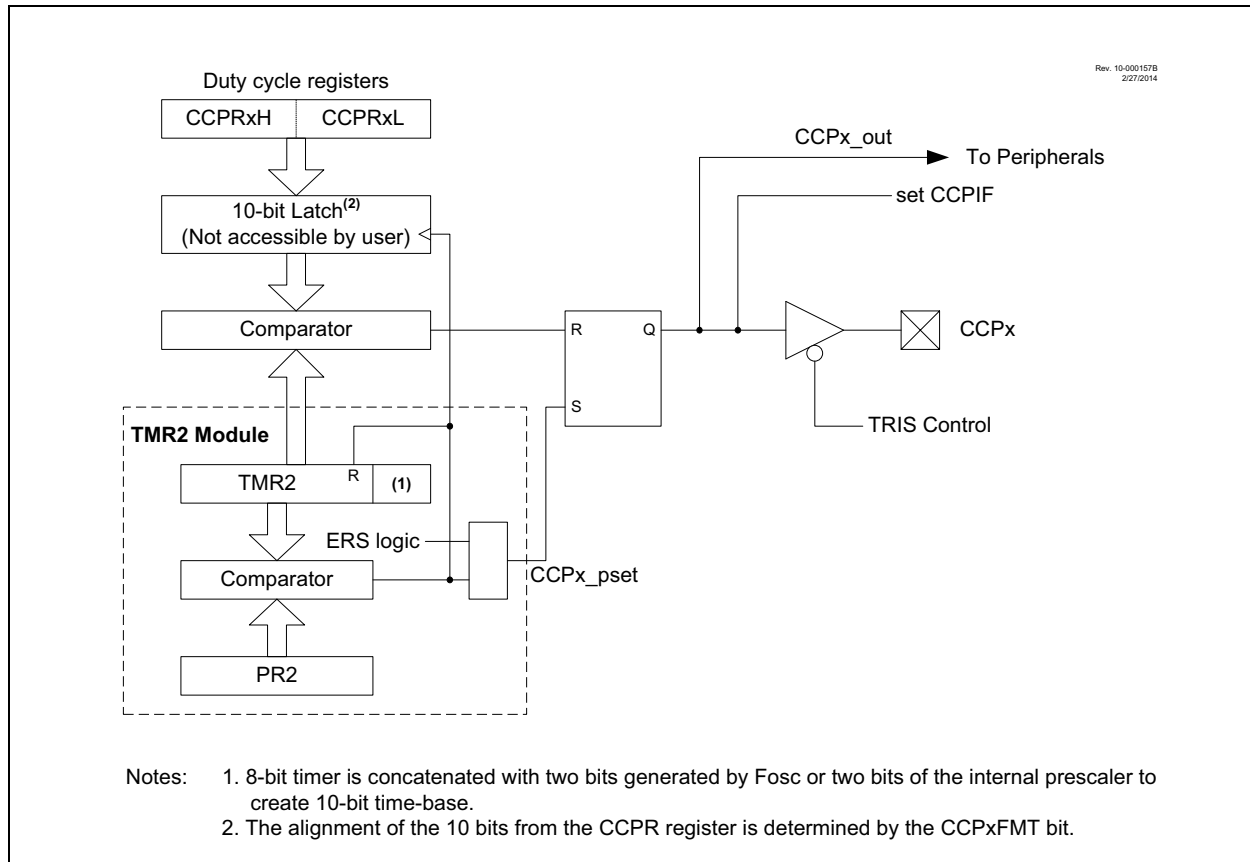 Rev. 10-000157B
2/27/2014
Duty cycle registers
CCPRxH CCPRxL
CCPx_out
To Peripherals
set CCPIF
10-bit Latch(2)
(Not accessible by user)
Comparator
R Q
CCPx
S
TRIS Control
TMR2 Module
R
TMR2 (1)
ERS logic
CCPx_pset
Comparator
PR2
Notes: 1. 8-bit timer is concatenated with two bits generated by Fosc or two bits of the internal prescaler to
create 10-bit time-base.
2. The alignment of the 10 bits from the CCPR register is determined by the CCPxFMT bit.